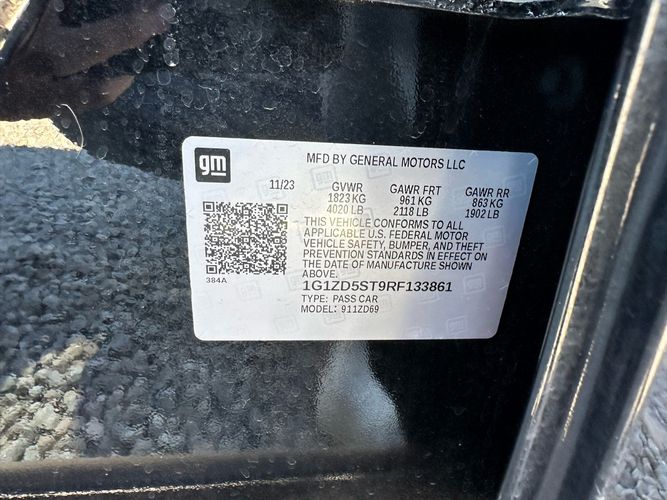 gm
MFD BY GENERAL MOTORS LLC
11/23 GVWR GAWR FRT GAWR RR
1823 KG 961 KG 863 KG
4020 LB 2118 LB 1902 LB
THIS VEHICLE CONFORMS TO ALL
APPLICABLE U.S. FEDERAL MOTOR
VEHICLE SAFETY, BUMPER, AND THEFT
PREVENTION STANDARDS IN EFFECT ON
THE DATE OF MANUFACTURE SHOWN
ABOVE.
384A
1G1ZD5ST9RF133861
TYPE: PASS CAR
MODEL: 911ZD69